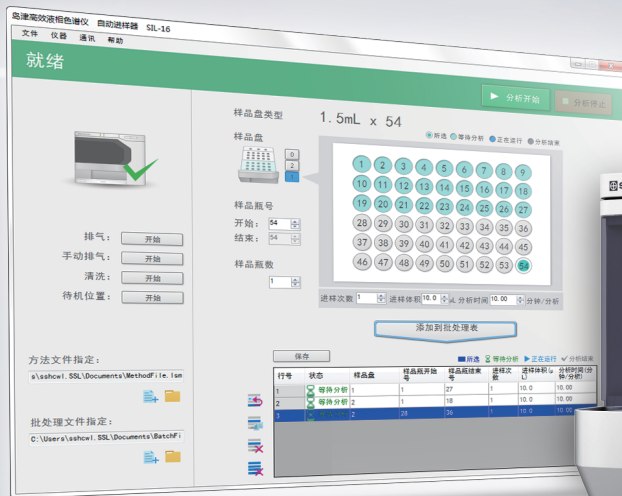 岛津高效液相色谱仪 自动进样器 SIL-16
文件 仪器 通讯 帮助
就绪
分析开始
分析停止
样品盘类型 1.5mL x 54
所选 等待分析 正在运行 分析结束
样品盘
0
2
1 2 3 4 5 6 7 8 9
10 11 12 13 14 15 16 17 18
19 20 21 22 23 24 25 26 27
28 29 30 31 32 33 34 35 36
37 38 39 40 41 42 43 44 45
46 47 48 49 50 51 52 53 54
样品瓶号
开始: 54
结束: 54
样品瓶数
1
排气: 开始
手动排气: 开始
清洗: 开始
待机位置: 开始
进样次数 1 进样体积 10.0 μL 分析时间 10.00 分钟/分析
添加到批处理表
方法文件指定:
s\sshcwl.SSL\Documents\MethodFile.lsm
批处理文件指定:
C:\Users\sshcwl.SSL\Documents\BatchFi
保存
所选 等待分析 正在运行 分析结束
行号 状态 样品盘 样品瓶开始号 样品瓶结束号 进样次数 进样体积(μL) 分析时间(分钟/分析)
1 等待分析 1 1 27 1 10.0 10.00
2 等待分析 2 1 18 1 10.0 10.00
3 等待分析 2 28 36 1 10.0 10.00